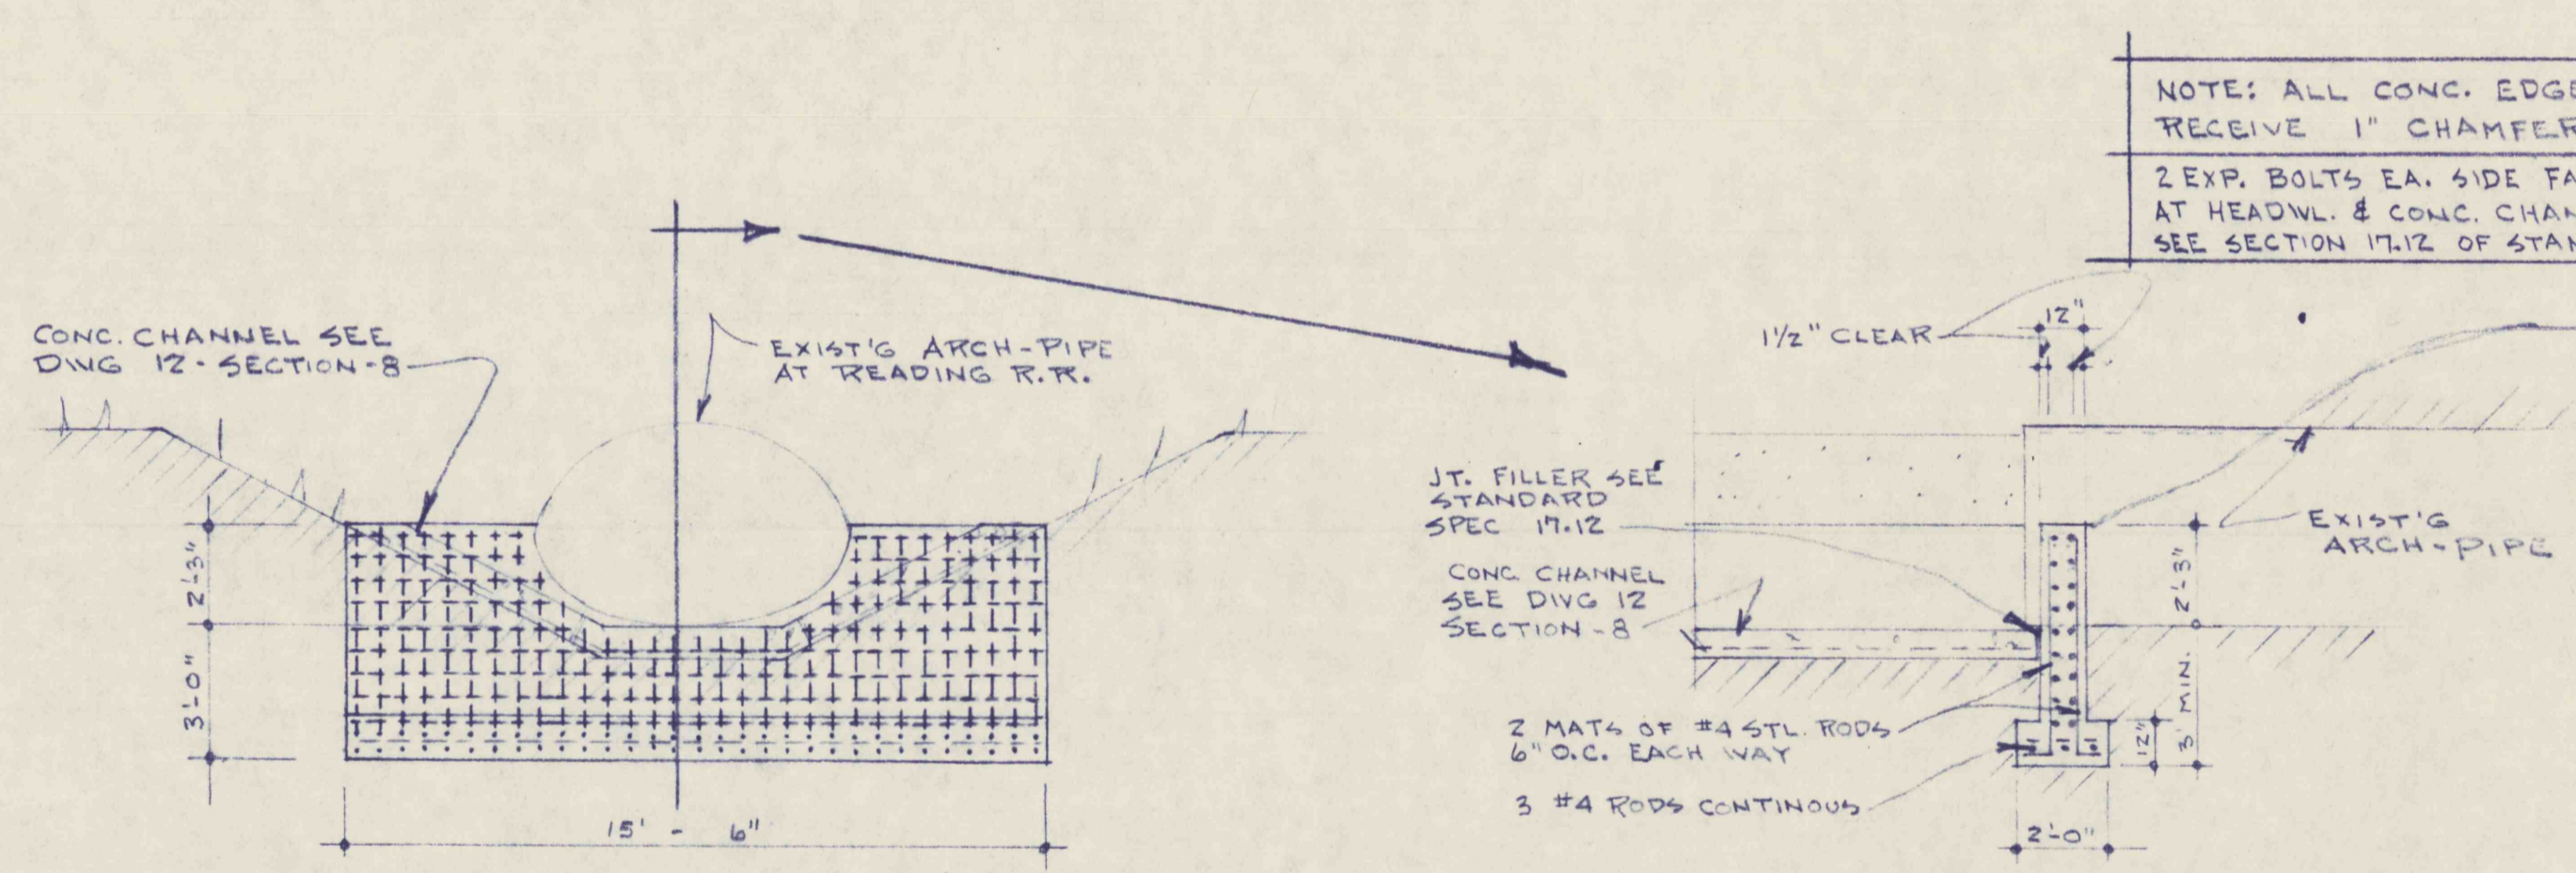 NOTE: ALL CONC. EDGE
RECEIVE 1" CHAMFER
2 EXP. BOLTS EA. SIDE FA
AT HEADWL. & CONC. CHAN
SEE SECTION 17.12 OF STAN
CONC. CHANNEL SEE
DWG 12 - SECTION - 8
EXIST'G ARCH-PIPE
AT READING R.R.
2'-3"
3'-0"
15' - 6"
1 1/2" CLEAR
12"
JT. FILLER SEE
STANDARD
SPEC 17.12
CONC. CHANNEL
SEE DWG 12
SECTION - 8
EXIST'G
ARCH-PIPE
2'-3"
3' MIN.
12"
2 MATS OF #4 STL. RODS
6" O.C. EACH WAY
3 #4 RODS CONTINOUS
2'-0"